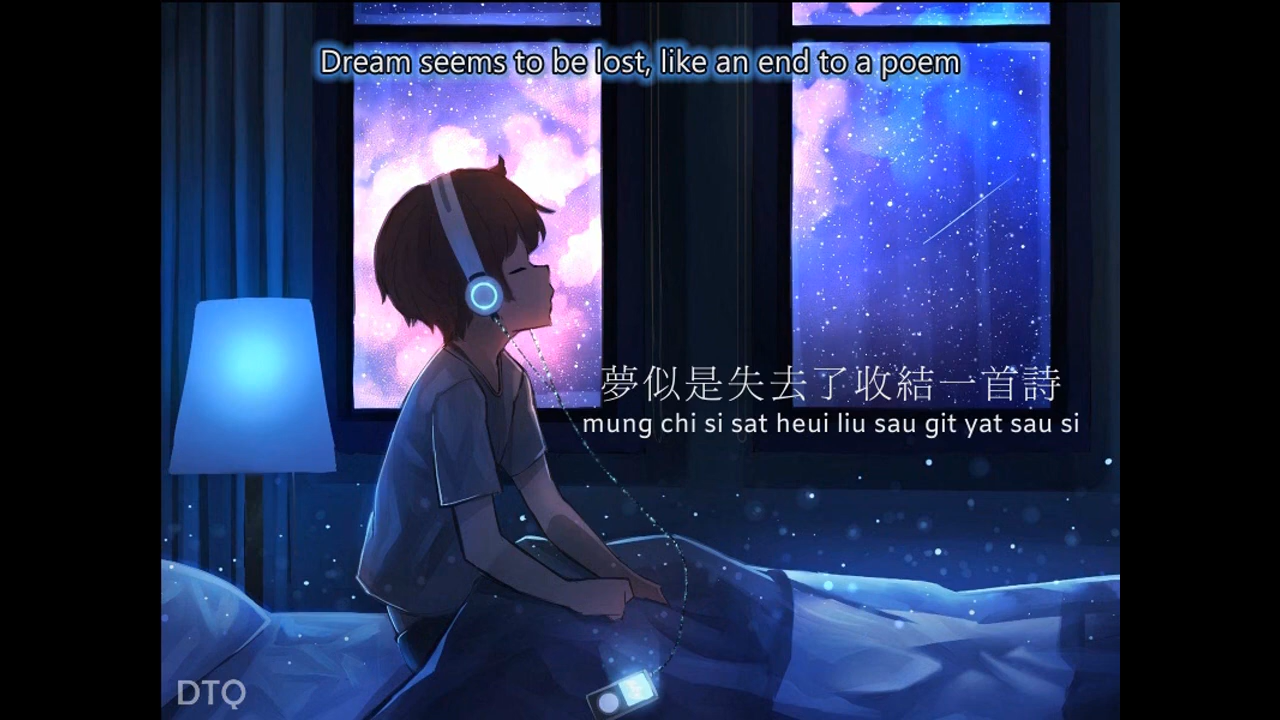 Dream seems to be lost, like an end to a poem
夢似是失去了收結一首詩
mung chi si sat heui liu sau git yat sau si
DTQ